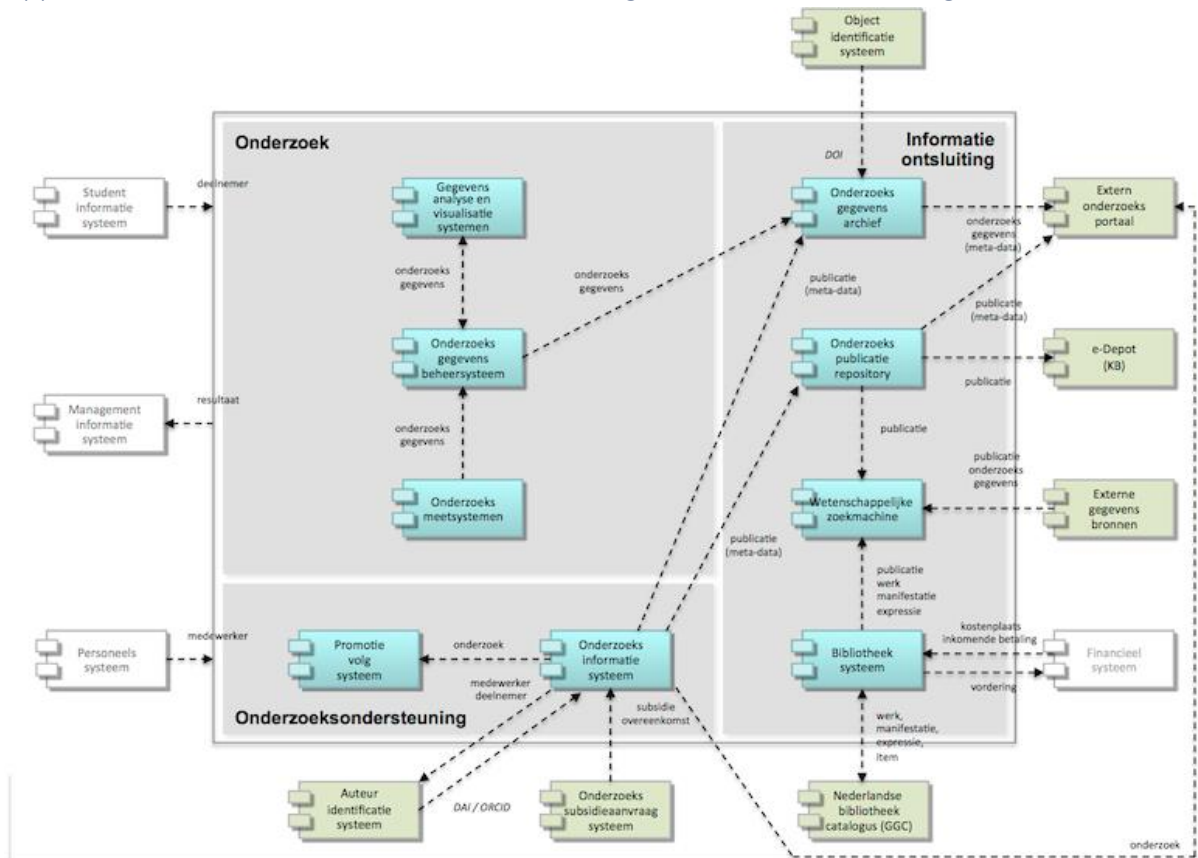 Object
identificatie
systeem
Onderzoek
Informatie
ontsluiting
DOI
Student
informatie
systeem
deelnemer
Gegevens
analyse en
visualisatie
systemen
Onderzoeks
gegevens
archief
Extern
onderzoeks
portaal
onderzoeks
gegevens
(meta-data)
onderzoeks
gegevens
onderzoeks
gegevens
publicatie
(meta-data)
publicatie
(meta-data)
Onderzoeks
gegevens
beheersysteem
Onderzoeks
publicatie
repository
e-Depot
(KB)
publicatie
Management
informatie
systeem
resultaat
onderzoeks
gegevens
publicatie
publicatie
onderzoeks
gegevens
Onderzoeks
meetsystemen
Wetenschappelijke
zoekmachine
Externe
gegevens
bronnen
publicatie
(meta-data)
publicatie
werk
manifestatie
expressie
Personeels
systeem
medewerker
Promotie
volg
systeem
onderzoek
Onderzoeks
informatie
systeem
Bibliotheek
systeem
kostenplaats
inkomende betaling
Financieel
systeem
vordering
medewerker
deelnemer
subsidie
overeenkomst
Onderzoeksondersteuning
werk,
manifestatie,
expressie,
item
Auteur
identificatie
systeem
DAI / ORCID
Onderzoeks
subsidieaanvraag
systeem
Nederlandse
bibliotheek
catalogus (GGC)
onderzoek